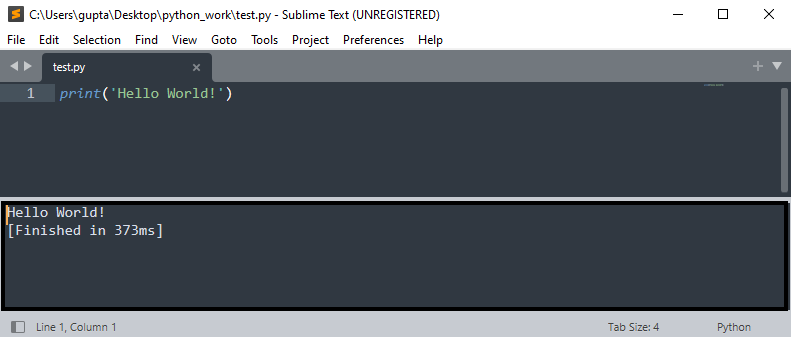 C:\Users\gupta\Desktop\python_work\test.py - Sublime Text (UNREGISTERED)
File Edit Selection Find View Goto Tools Project Preferences Help
test.py
1 print('Hello World!')
Hello World!
[Finished in 373ms]
Line 1, Column 1 Tab Size: 4 Python